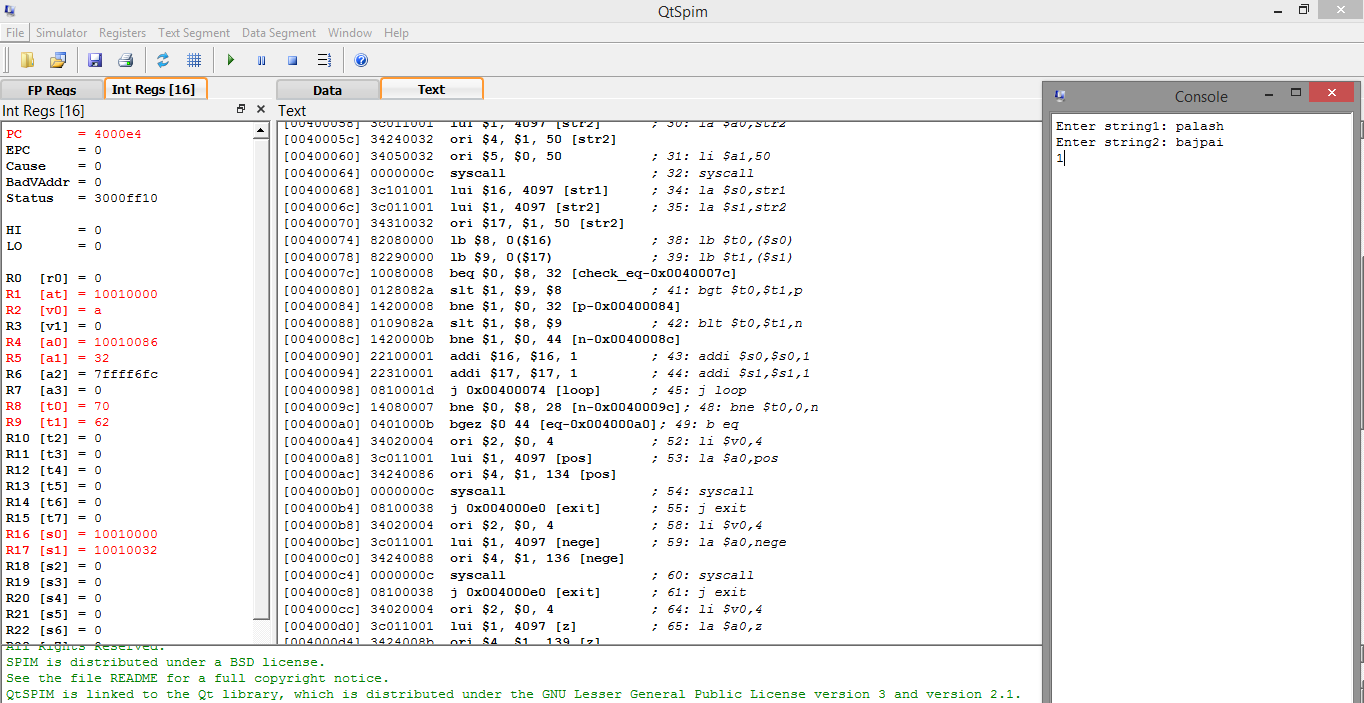 QtSpim
File Simulator Registers Text Segment Data Segment Window Help
FP Regs Int Regs [16] Data Text
Int Regs [16]
PC = 4000e4
EPC = 0
Cause = 0
BadVAddr = 0
Status = 3000ff10
HI = 0
LO = 0
R0 [r0] = 0
R1 [at] = 10010000
R2 [v0] = a
R3 [v1] = 0
R4 [a0] = 10010086
R5 [a1] = 32
R6 [a2] = 7ffff6fc
R7 [a3] = 0
R8 [t0] = 70
R9 [t1] = 62
R10 [t2] = 0
R11 [t3] = 0
R12 [t4] = 0
R13 [t5] = 0
R14 [t6] = 0
R15 [t7] = 0
R16 [s0] = 10010000
R17 [s1] = 10010032
R18 [s2] = 0
R19 [s3] = 0
R20 [s4] = 0
R21 [s5] = 0
R22 [s6] = 0
Text
[00400058] 3c011001 lui $1, 4097 [str2] ; 30: la $a0,str2
[0040005c] 34240032 ori $4, $1, 50 [str2]
[00400060] 34050032 ori $5, $0, 50 ; 31: li $a1,50
[00400064] 0000000c syscall ; 32: syscall
[00400068] 3c101001 lui $16, 4097 [str1] ; 34: la $s0,str1
[0040006c] 3c011001 lui $1, 4097 [str2] ; 35: la $s1,str2
[00400070] 34310032 ori $17, $1, 50 [str2]
[00400074] 82080000 lb $8, 0($16) ; 38: lb $t0,($s0)
[00400078] 82290000 lb $9, 0($17) ; 39: lb $t1,($s1)
[0040007c] 10080008 beq $0, $8, 32 [check_eq-0x0040007c]
[00400080] 0128082a slt $1, $9, $8 ; 41: bgt $t0,$t1,p
[00400084] 14200008 bne $1, $0, 32 [p-0x00400084]
[00400088] 0109082a slt $1, $8, $9 ; 42: blt $t0,$t1,n
[0040008c] 1420000b bne $1, $0, 44 [n-0x0040008c]
[00400090] 22100001 addi $16, $16, 1 ; 43: addi $s0,$s0,1
[00400094] 22310001 addi $17, $17, 1 ; 44: addi $s1,$s1,1
[00400098] 0810001d j 0x00400074 [loop] ; 45: j loop
[0040009c] 14080007 bne $0, $8, 28 [n-0x0040009c]; 48: bne $t0,0,n
[004000a0] 0401000b bgez $0 44 [eq-0x004000a0]; 49: b eq
[004000a4] 34020004 ori $2, $0, 4 ; 52: li $v0,4
[004000a8] 3c011001 lui $1, 4097 [pos] ; 53: la $a0,pos
[004000ac] 34240086 ori $4, $1, 134 [pos]
[004000b0] 0000000c syscall ; 54: syscall
[004000b4] 08100038 j 0x004000e0 [exit] ; 55: j exit
[004000b8] 34020004 ori $2, $0, 4 ; 58: li $v0,4
[004000bc] 3c011001 lui $1, 4097 [nege] ; 59: la $a0,nege
[004000c0] 34240088 ori $4, $1, 136 [nege]
[004000c4] 0000000c syscall ; 60: syscall
[004000c8] 08100038 j 0x004000e0 [exit] ; 61: j exit
[004000cc] 34020004 ori $2, $0, 4 ; 64: li $v0,4
[004000d0] 3c011001 lui $1, 4097 [z] ; 65: la $a0,z
[004000d4] 3424008b ori $4, $1, 139 [z]
Console
Enter string1: palash
Enter string2: bajpai
1
All Rights Reserved.
SPIM is distributed under a BSD license.
See the file README for a full copyright notice.
QtSPIM is linked to the Qt library, which is distributed under the GNU Lesser General Public License version 3 and version 2.1.